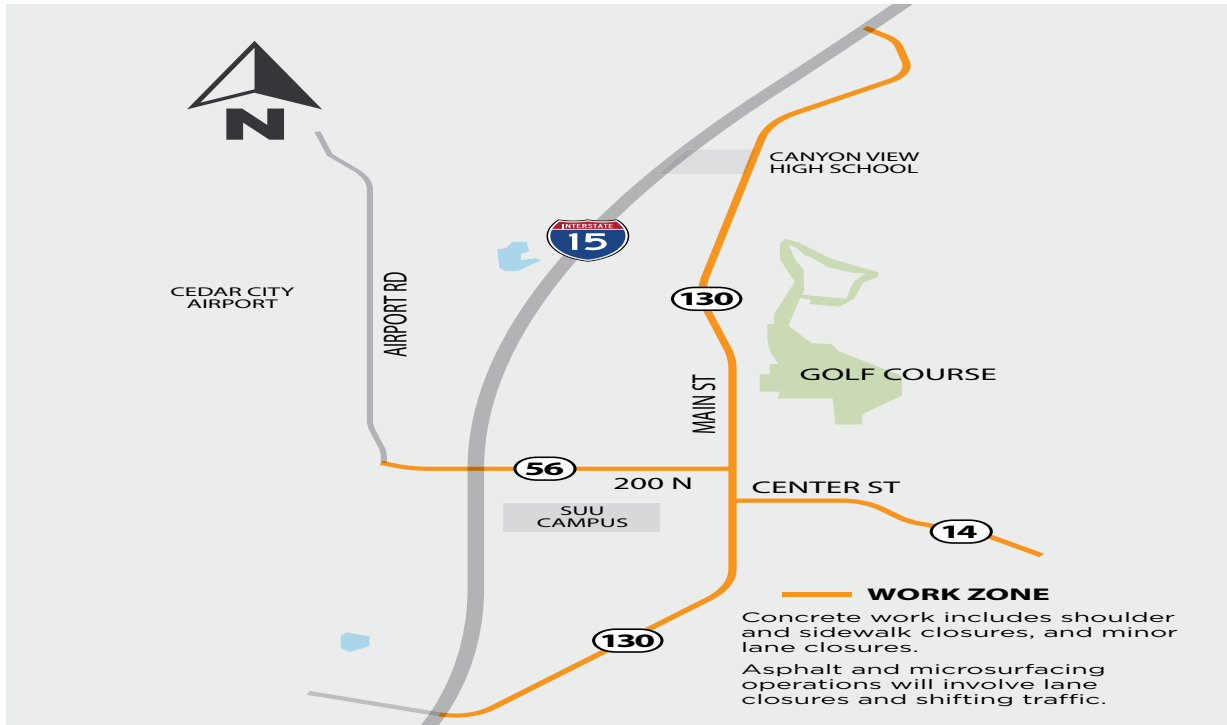 N
CANYON VIEW
HIGH SCHOOL
INTERSTATE
15
CEDAR CITY
AIRPORT
AIRPORT RD
130
GOLF COURSE
MAIN ST
56
200 N
CENTER ST
SUU
CAMPUS
14
WORK ZONE
Concrete work includes shoulder
and sidewalk closures, and minor
lane closures.
Asphalt and microsurfacing
operations will involve lane
closures and shifting traffic.
130